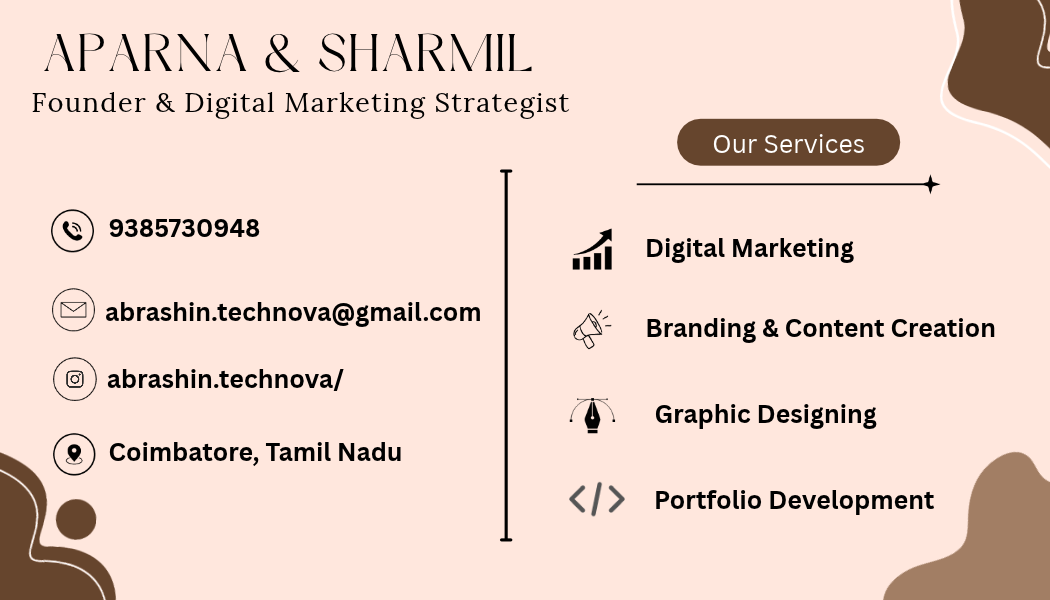 APARNA & SHARMIL
Founder & Digital Marketing Strategist
9385730948
abrashin.technova@gmail.com
abrashin.technova/
Coimbatore, Tamil Nadu
Our Services
Digital Marketing
Branding & Content Creation
Graphic Designing
Portfolio Development